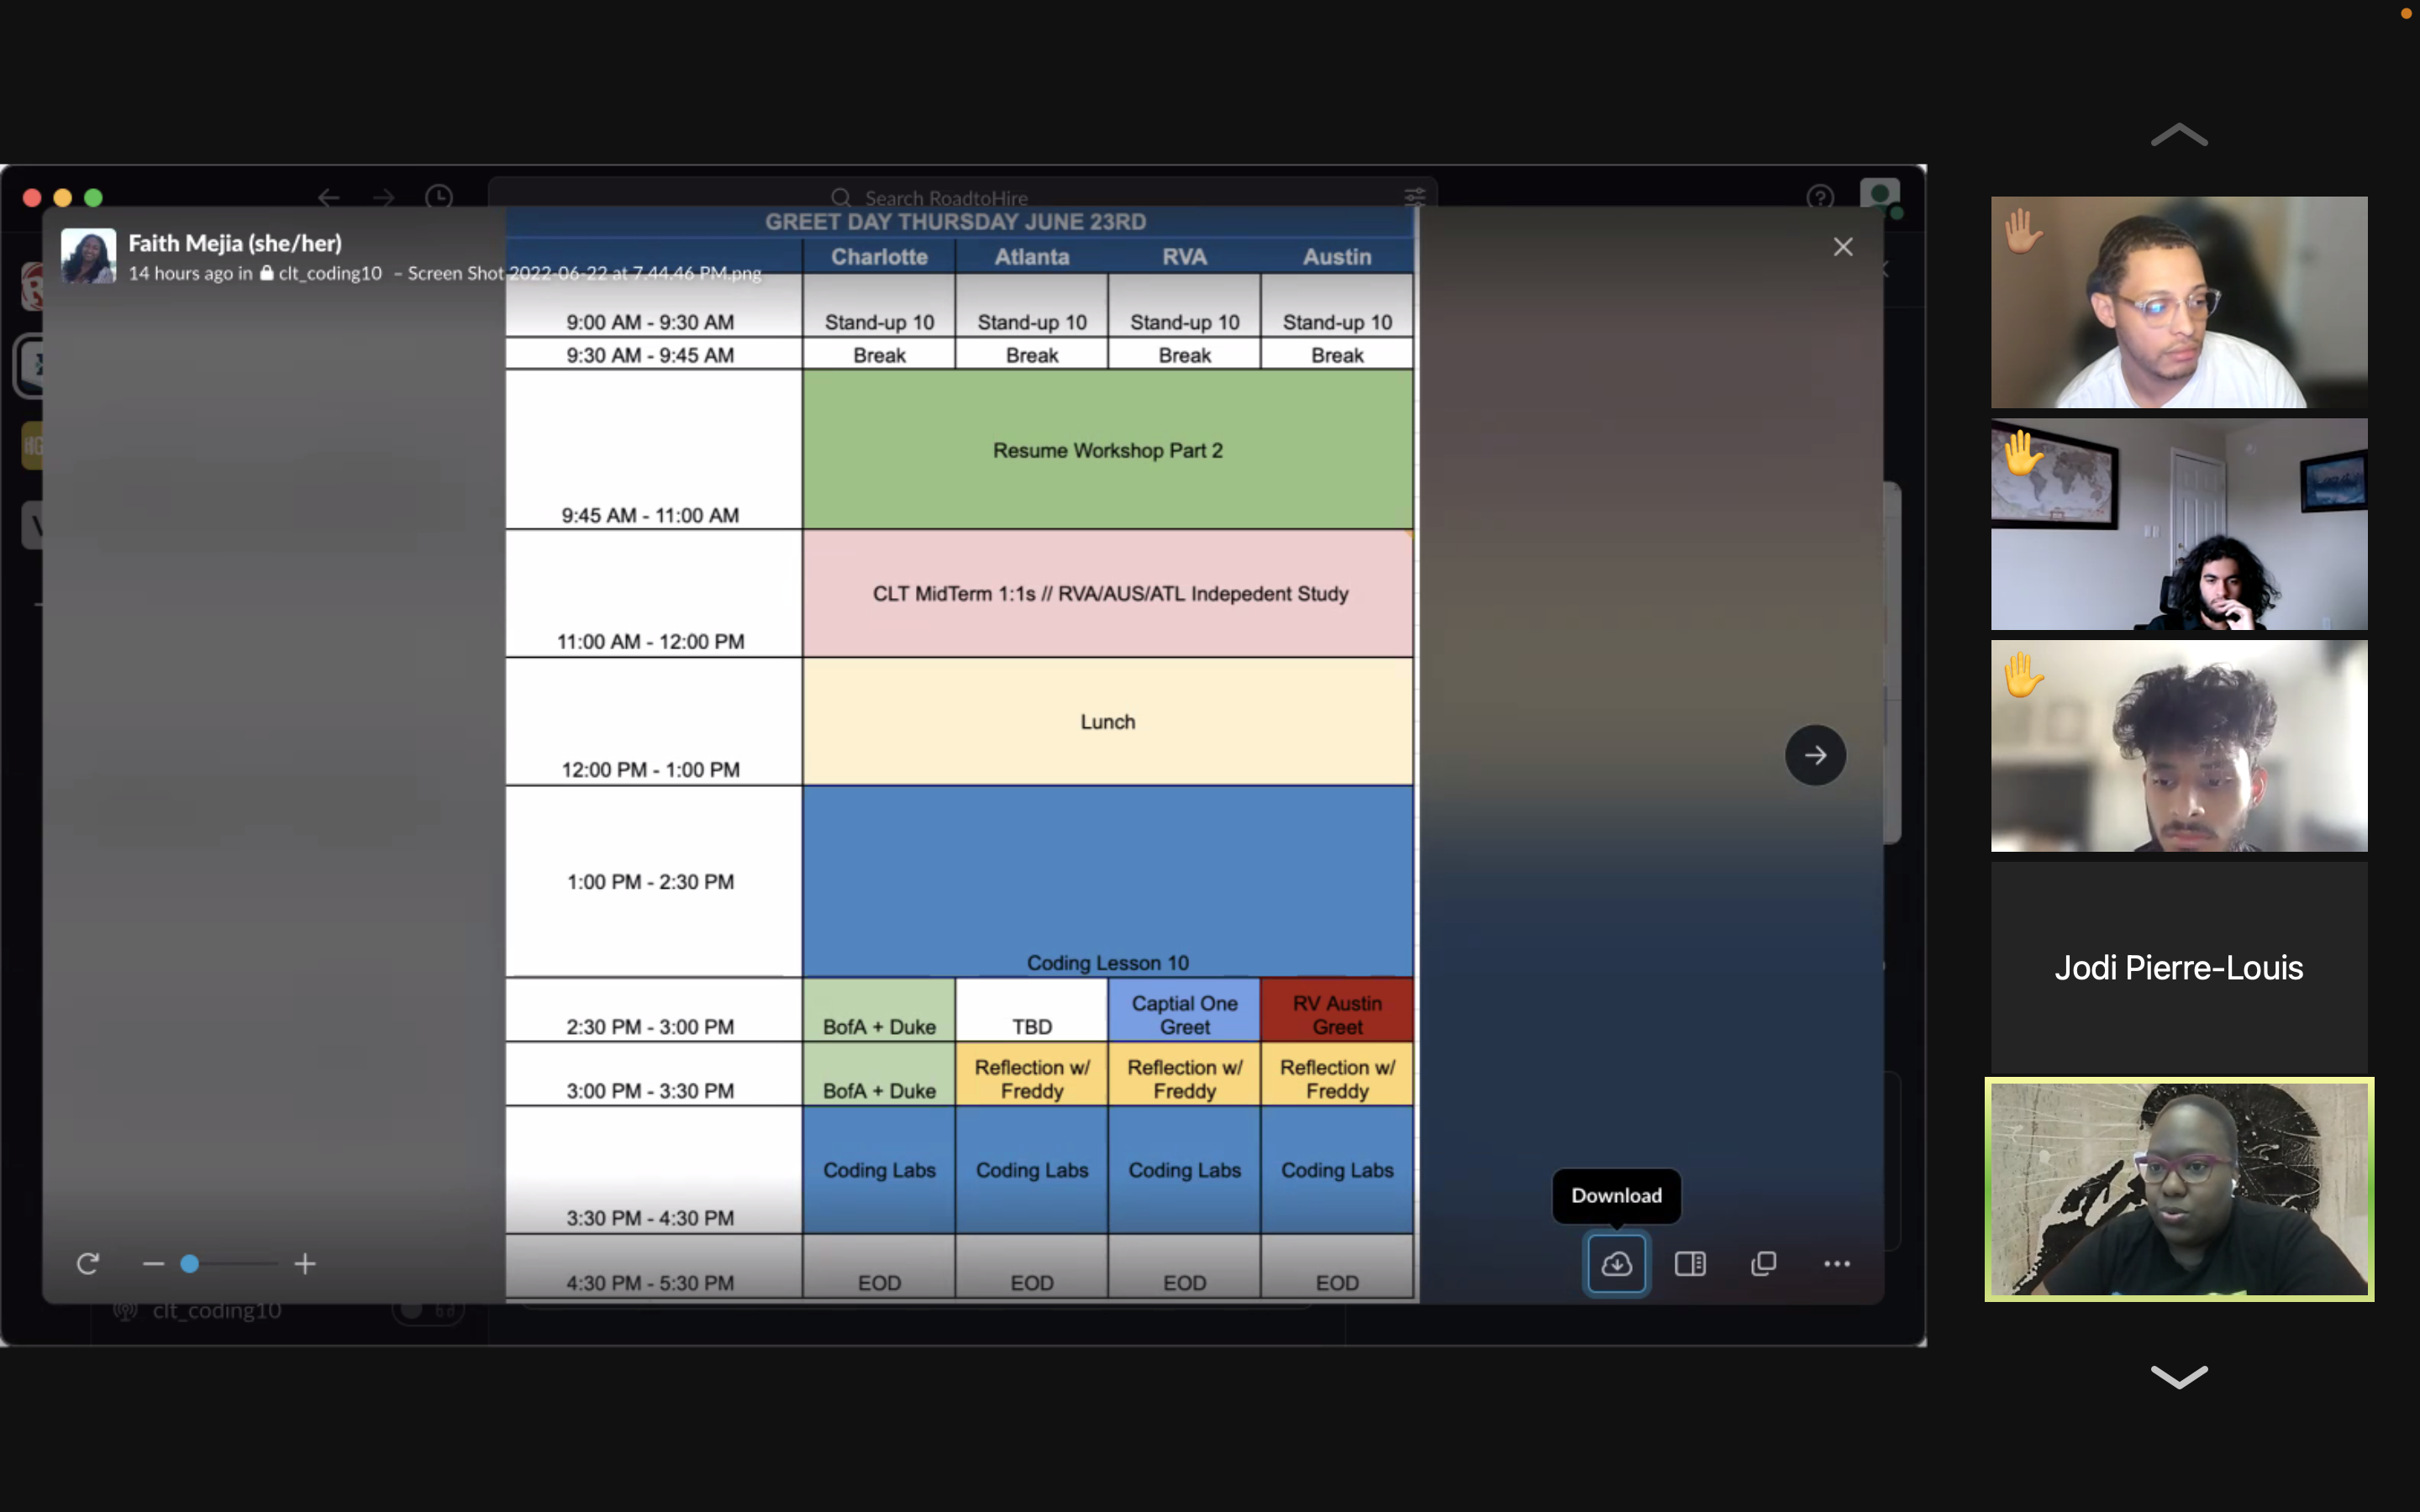 Search RoadtoHire
Faith Mejia (she/her)
14 hours ago in clt_coding10 – Screen Shot 2022-06-22 at 7.44.46 PM.png
GREET DAY THURSDAY JUNE 23RD
Charlotte Atlanta RVA Austin
9:00 AM - 9:30 AM Stand-up 10 Stand-up 10 Stand-up 10 Stand-up 10
9:30 AM - 9:45 AM Break Break Break Break
Resume Workshop Part 2
9:45 AM - 11:00 AM
CLT MidTerm 1:1s // RVA/AUS/ATL Indepedent Study
11:00 AM - 12:00 PM
Lunch
12:00 PM - 1:00 PM
1:00 PM - 2:30 PM
Coding Lesson 10
2:30 PM - 3:00 PM BofA + Duke TBD Captial One Greet RV Austin Greet
3:00 PM - 3:30 PM BofA + Duke Reflection w/ Freddy Reflection w/ Freddy Reflection w/ Freddy
Coding Labs Coding Labs Coding Labs Coding Labs
3:30 PM - 4:30 PM
4:30 PM - 5:30 PM EOD EOD EOD EOD
Download
clt_coding10
Jodi Pierre-Louis